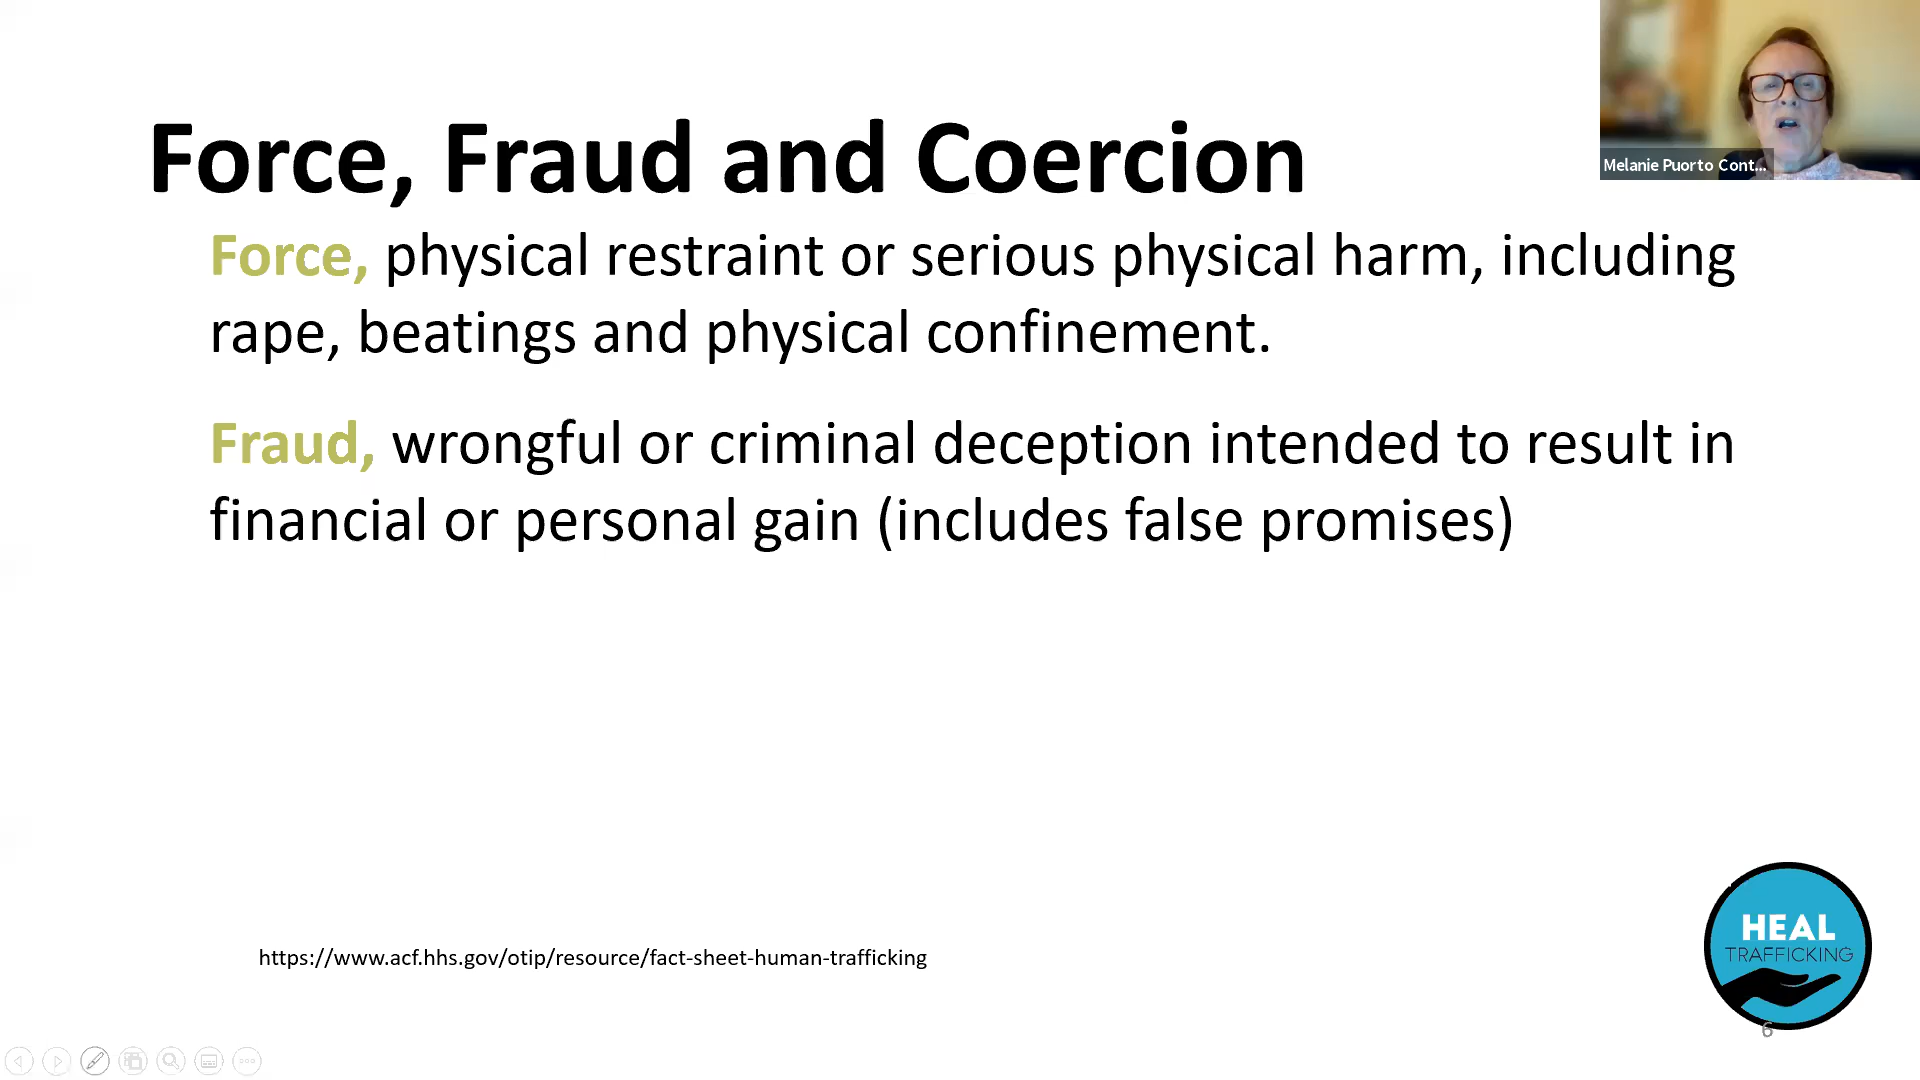 Force, Fraud and Coercion
Melanie Puorto Cont...
Force, physical restraint or serious physical harm, including
rape, beatings and physical confinement.
Fraud, wrongful or criminal deception intended to result in
financial or personal gain (includes false promises)
https://www.acf.hhs.gov/otip/resource/fact-sheet-human-trafficking
HEAL
TRAFFICKING
6